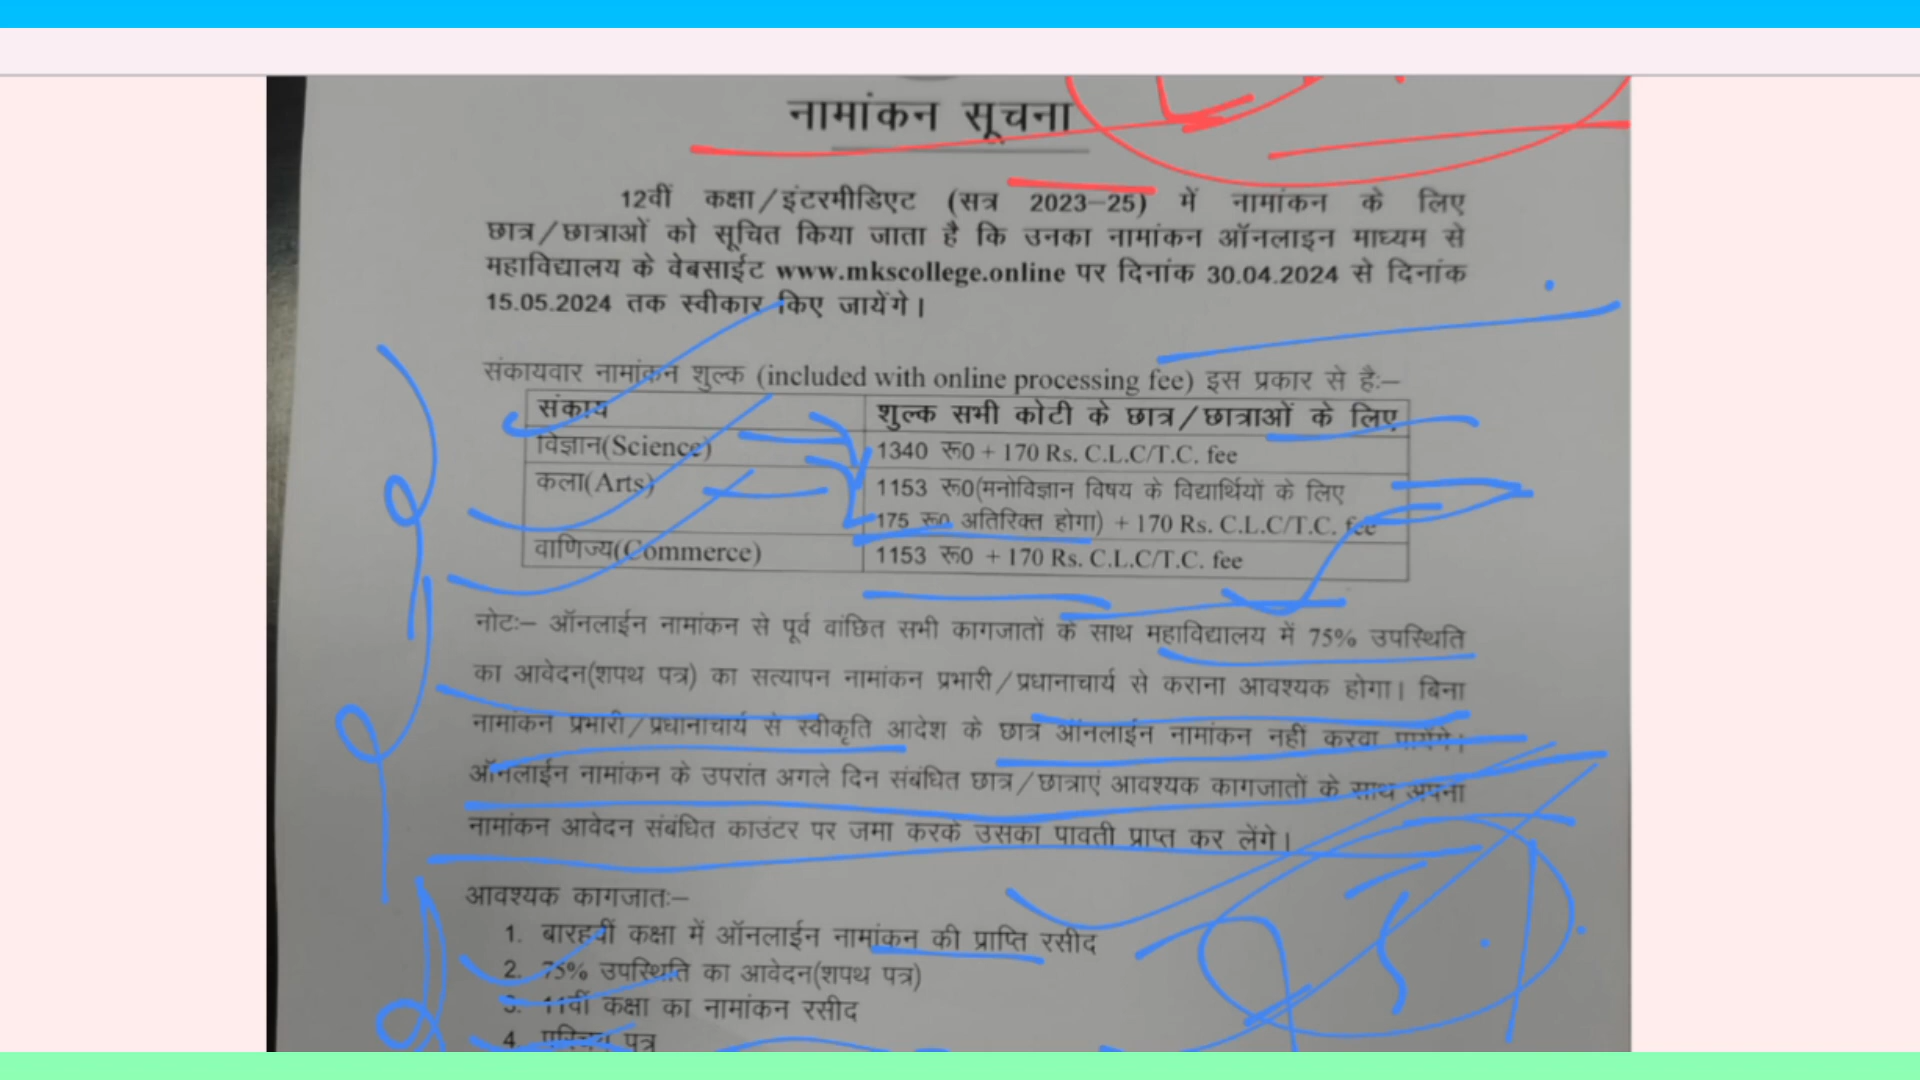 नामांकन सूचना
12वीं कक्षा/इंटरमीडिएट (सत्र 2023–25) में नामांकन के लिए
छात्र/छात्राओं को सूचित किया जाता है कि उनका नामांकन ऑनलाइन माध्यम से
महाविद्यालय के वेबसाईट www.mkscollege.online पर दिनांक 30.04.2024 से दिनांक
15.05.2024 तक स्वीकार किए जायेंगे।
संकायवार नामांकन शुल्क (included with online processing fee) इस प्रकार से है:–
संकाय शुल्क सभी कोटी के छात्र/छात्राओं के लिए
विज्ञान(Science) 1340 रू0 + 170 Rs. C.L.C/T.C. fee
कला(Arts) 1153 रू0(मनोविज्ञान विषय के विद्यार्थियों के लिए
175 रू0 अतिरिक्त होगा) + 170 Rs. C.L.C/T.C. fee
वाणिज्य(Commerce) 1153 रू0 + 170 Rs. C.L.C/T.C. fee
नोटः– ऑनलाईन नामांकन से पूर्व वांछित सभी कागजातों के साथ महाविद्यालय में 75% उपस्थिति
का आवेदन(शपथ पत्र) का सत्यापन नामांकन प्रभारी/प्रधानाचार्य से कराना आवश्यक होगा। बिना
नामांकन प्रभारी/प्रधानाचार्य से स्वीकृति आदेश के छात्र ऑनलाईन नामांकन नहीं करवा पायेंगे।
ऑनलाईन नामांकन के उपरांत अगले दिन संबंधित छात्र/छात्राएं आवश्यक कागजातों के साथ अपना
नामांकन आवेदन संबंधित काउंटर पर जमा करके उसका पावती प्राप्त कर लेंगे।
आवश्यक कागजातः–
1. बारहवीं कक्षा में ऑनलाईन नामांकन की प्राप्ति रसीद
2. 75% उपस्थिति का आवेदन(शपथ पत्र)
3. 11वीं कक्षा का नामांकन रसीद
4. परिचय पत्र